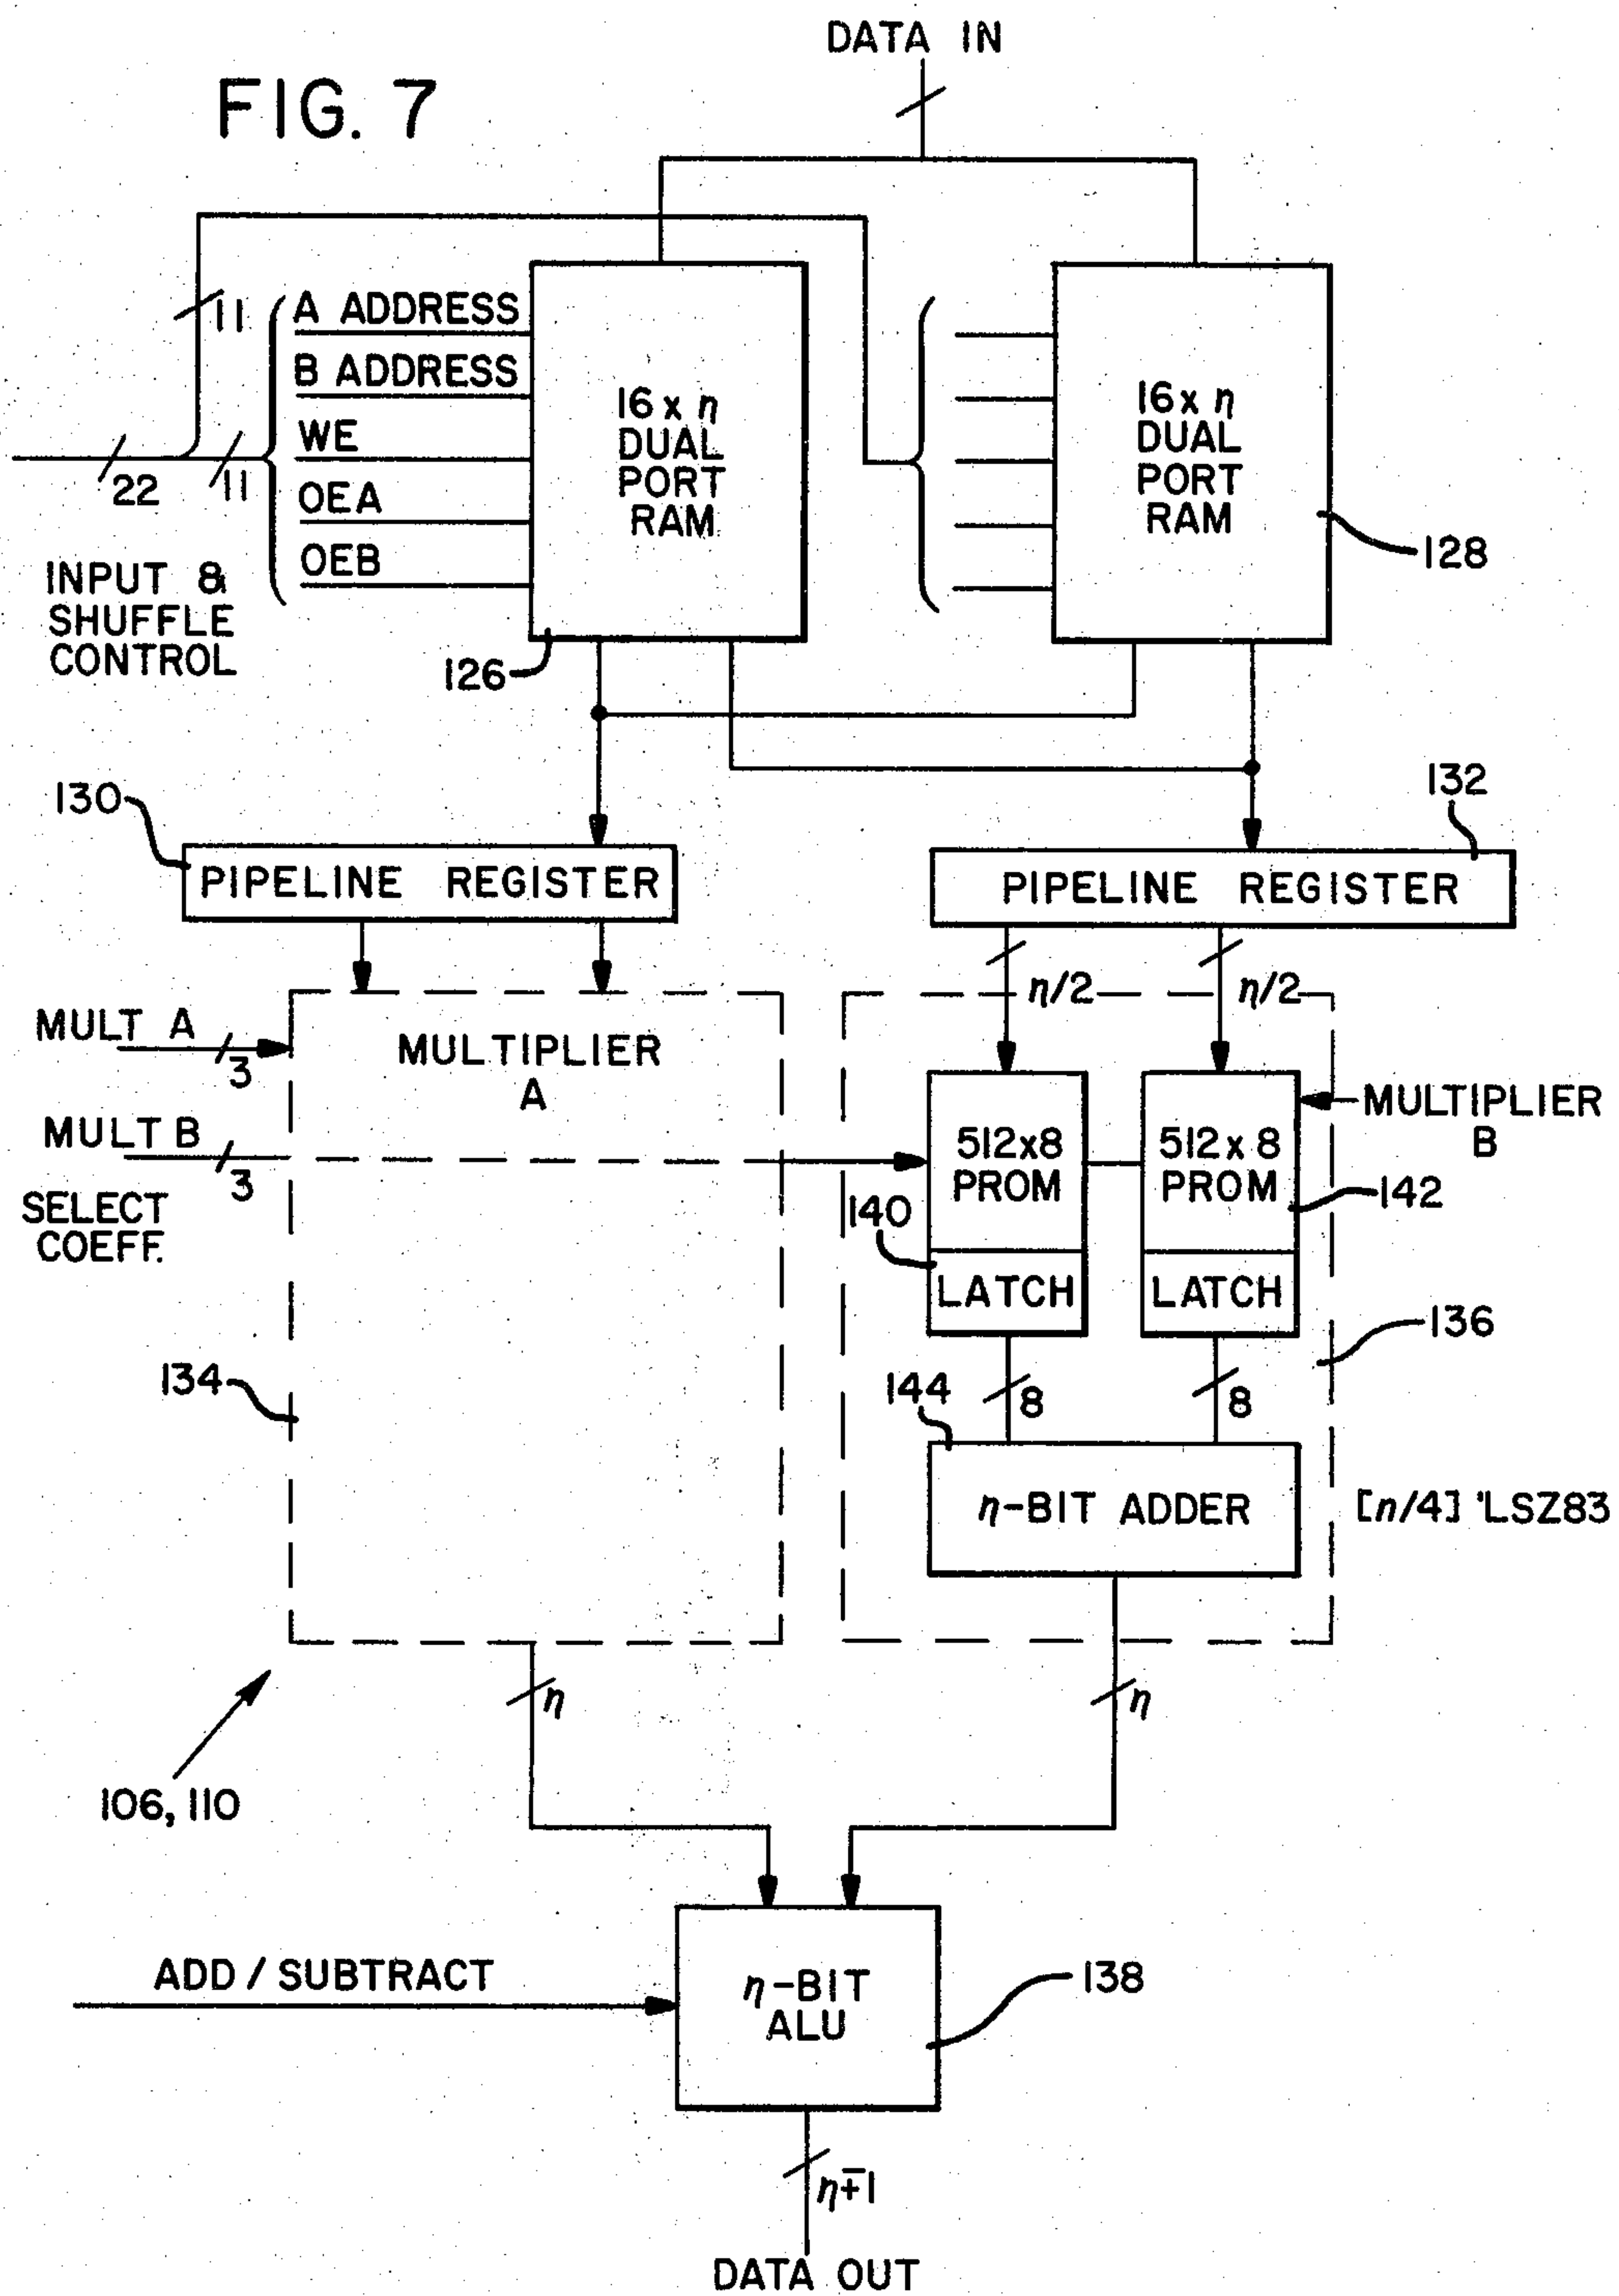 DATA IN
FIG. 7
11
A ADDRESS
B ADDRESS
WE
OEA
OEB
22
11
INPUT &
SHUFFLE
CONTROL
16 x η
DUAL
PORT
RAM
126
16 x η
DUAL
PORT
RAM
128
130
PIPELINE REGISTER
132
PIPELINE REGISTER
η/2
η/2
MULT A
3
MULTIPLIER
A
MULT B
3
SELECT
COEFF.
134
512x8
PROM
LATCH
140
512x8
PROM
LATCH
MULTIPLIER
B
142
136
8
8
144
η-BIT ADDER
[n/4] 'LSZ83
η
η
106, 110
ADD / SUBTRACT
η-BIT
ALU
138
η∓1
DATA OUT